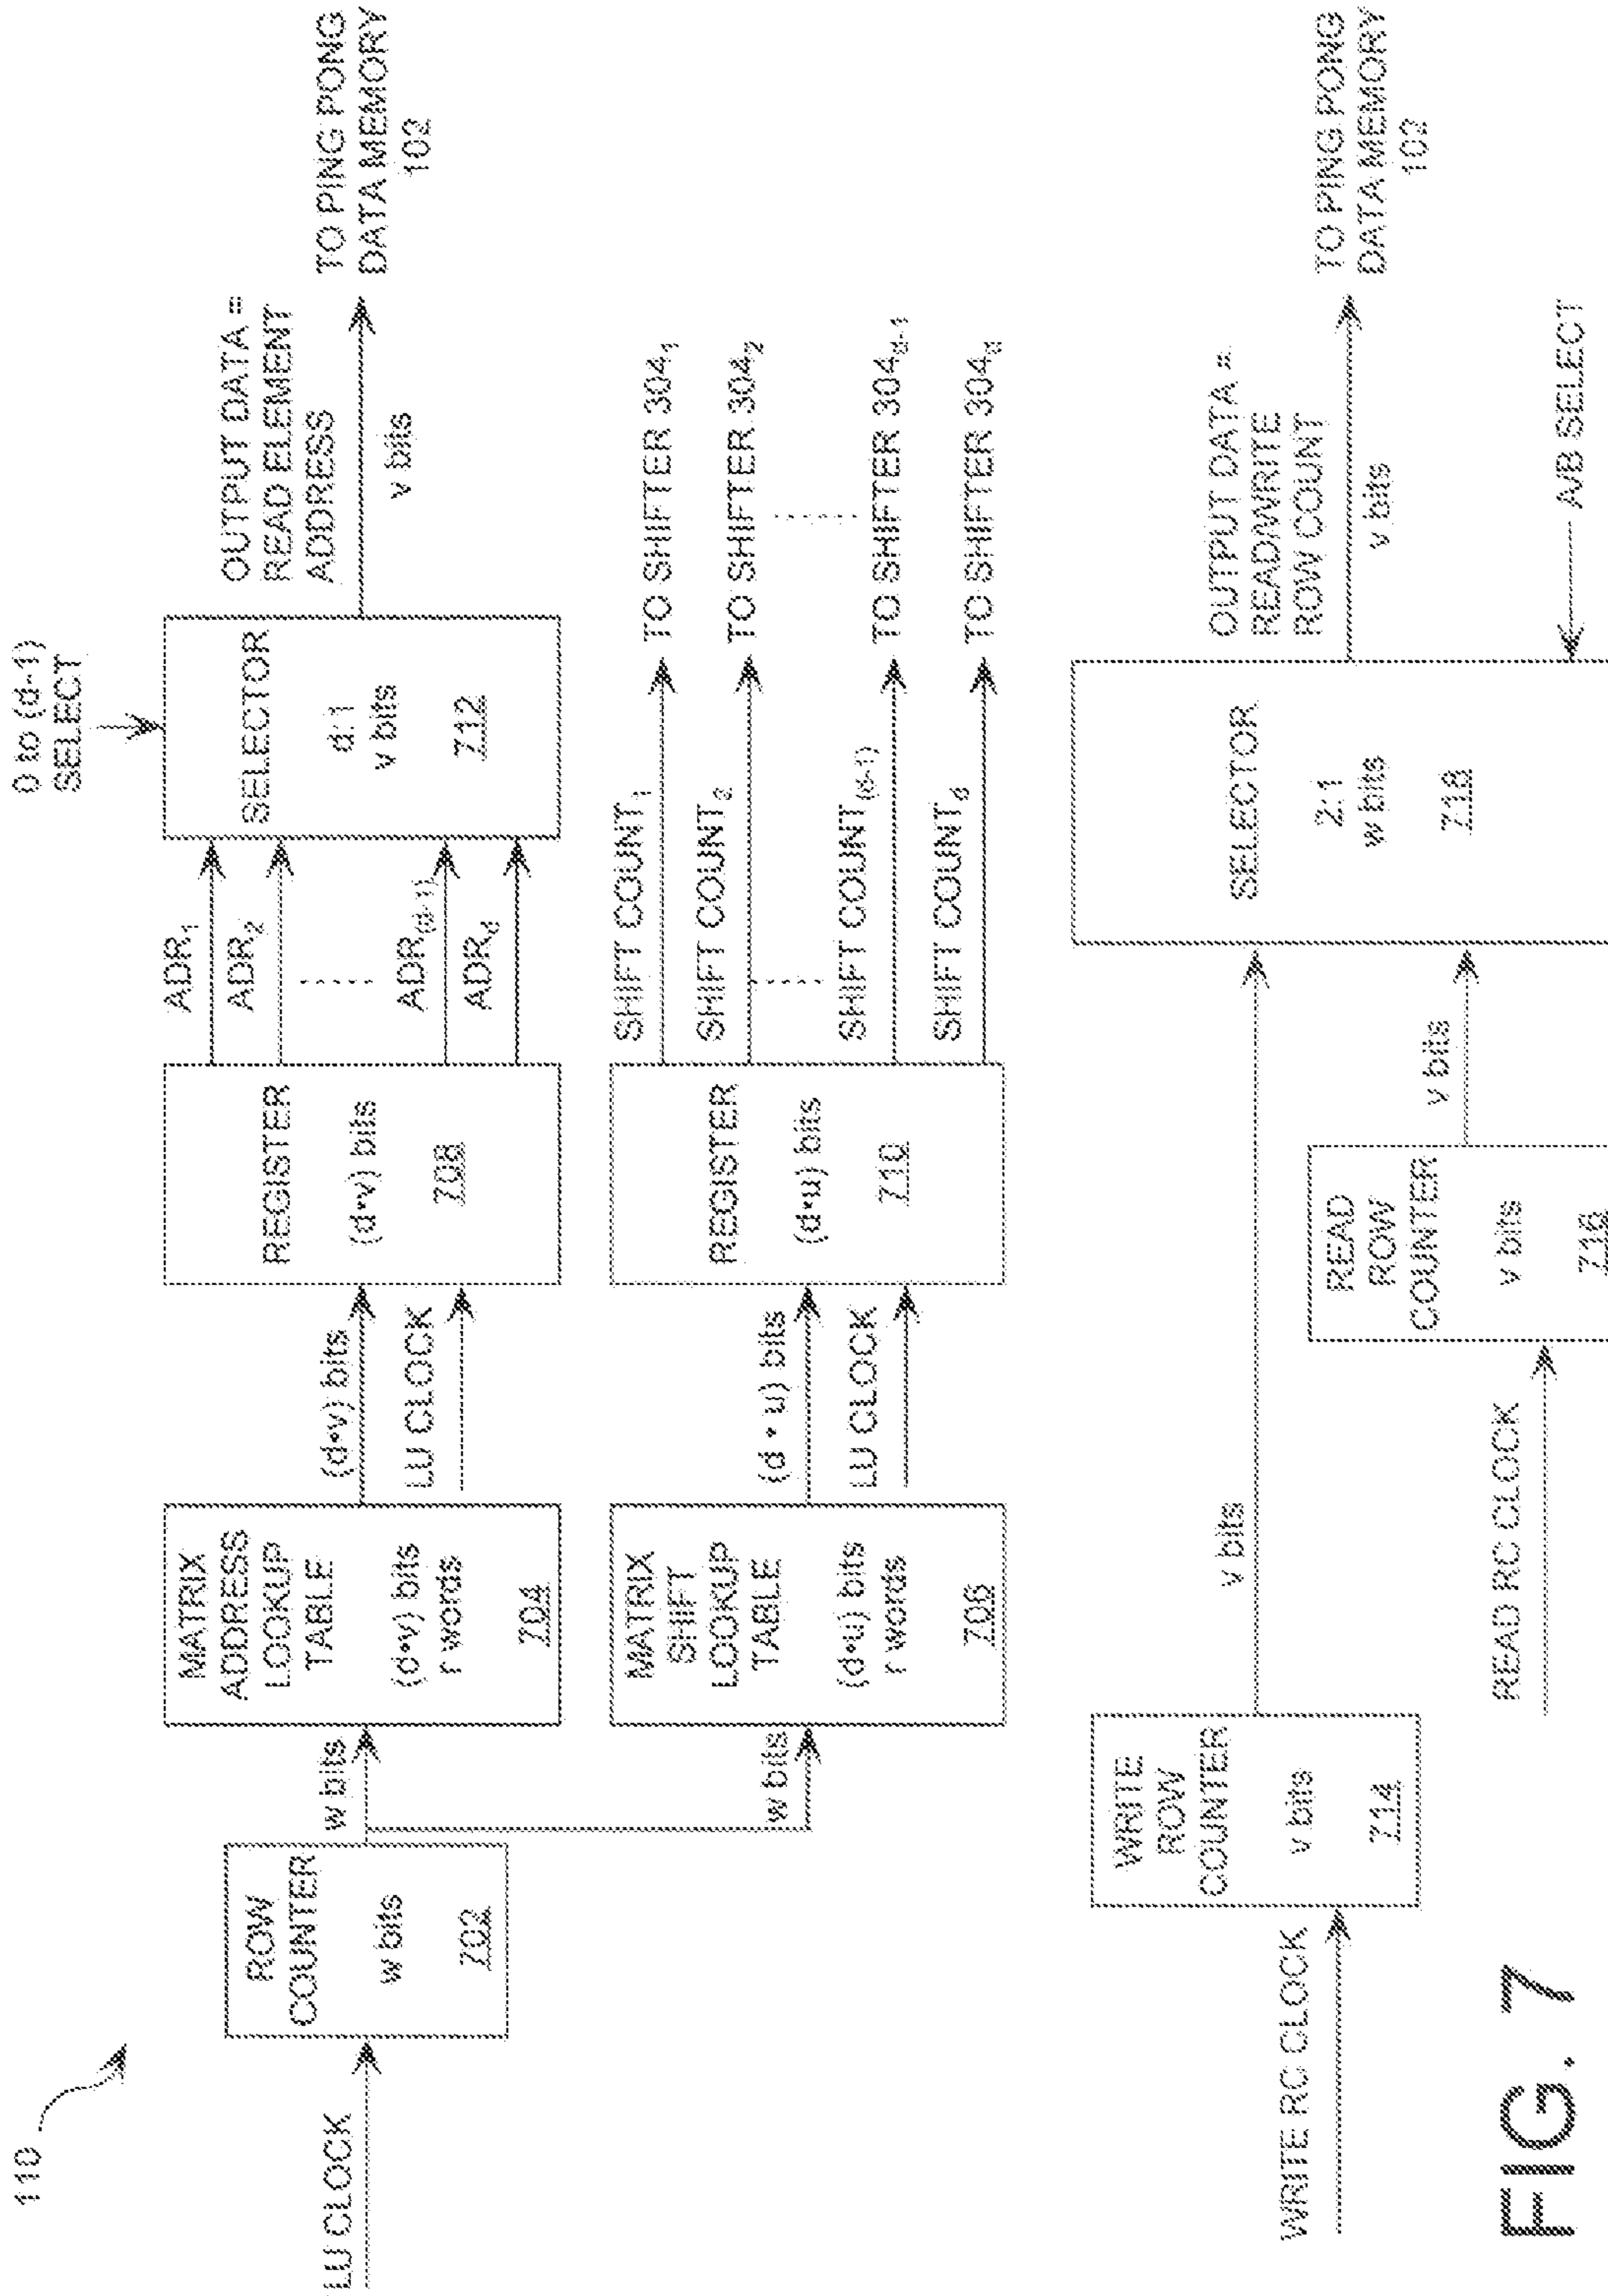 110
LU CLOCK
ROW
COUNTER
w bits
702
w bits
w bits
MATRIX
ADDRESS
LOOKUP
TABLE
(d•v) bits
r words
704
(d•v) bits
LU CLOCK
REGISTER
(d•v) bits
708
ADR1
ADR2
ADR(d-1)
ADRd
0 to (d-1)
SELECT
SELECTOR
d:1
v bits
712
OUTPUT DATA =
READ ELEMENT
ADDRESS
v bits
TO PING PONG
DATA MEMORY
102
MATRIX
SHIFT
LOOKUP
TABLE
(d•u) bits
r words
706
(d • u) bits
LU CLOCK
REGISTER
(d•u) bits
710
SHIFT COUNT1
SHIFT COUNT2
SHIFT COUNT(d-1)
SHIFT COUNTd
TO SHIFTER 3041
TO SHIFTER 3042
TO SHIFTER 304d-1
TO SHIFTER 304d
WRITE RC CLOCK
WRITE
ROW
COUNTER
v bits
714
v bits
READ RC CLOCK
READ
ROW
COUNTER
v bits
716
v bits
SELECTOR
2:1
w bits
718
OUTPUT DATA =
READ/WRITE
ROW COUNT
v bits
TO PING PONG
DATA MEMORY
102
A/B SELECT
FIG. 7